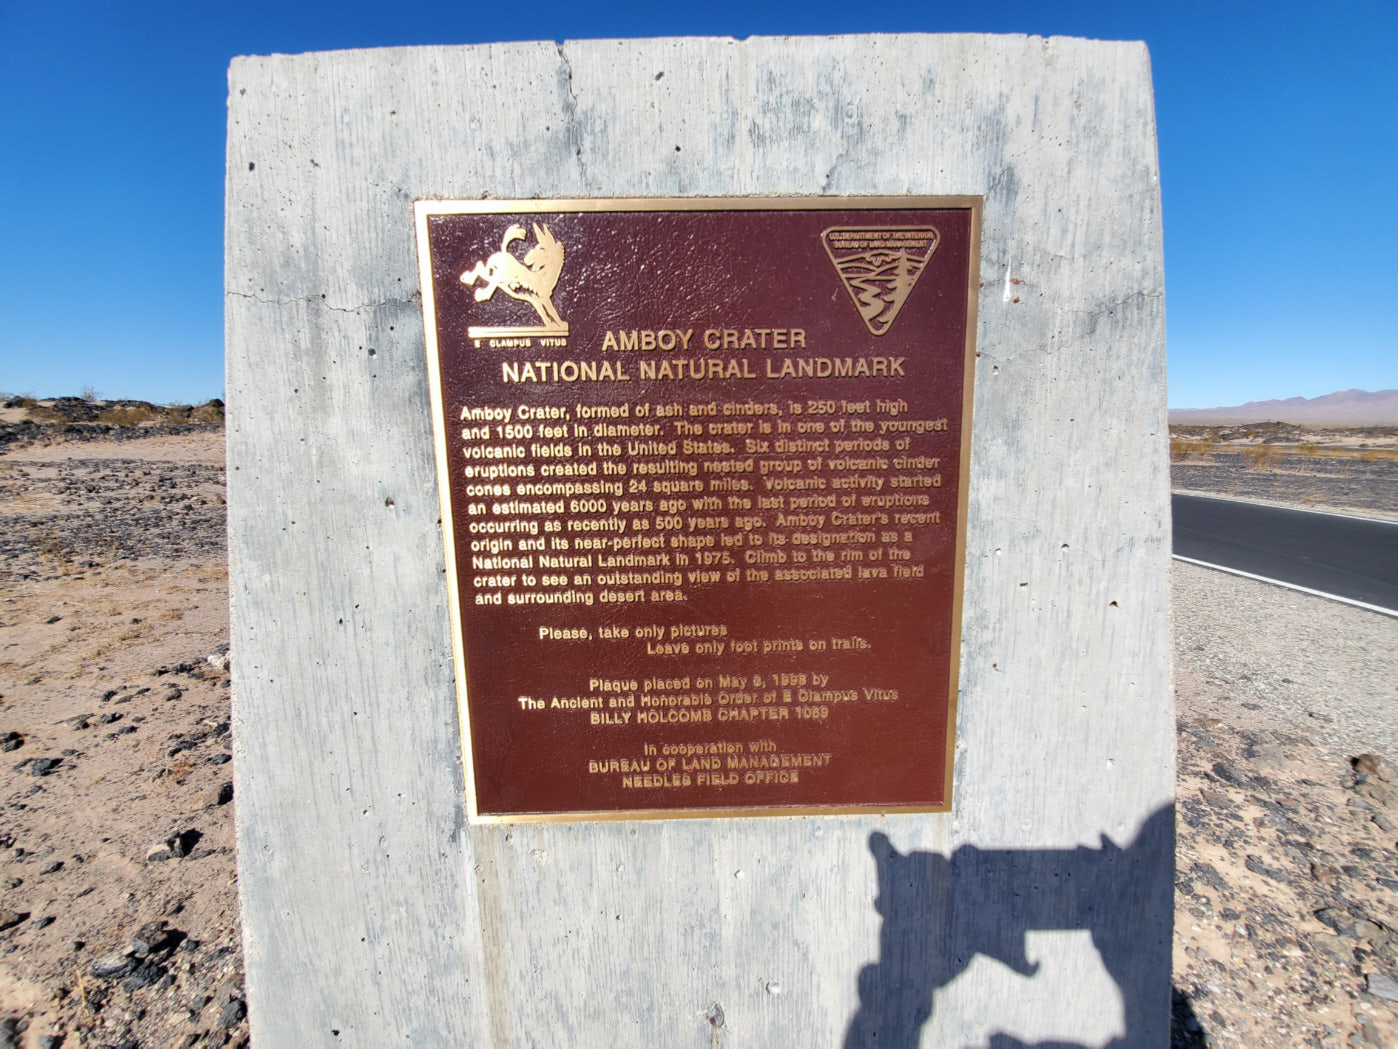 E CLAMPUS VITUS
U.S. DEPARTMENT OF THE INTERIOR
BUREAU OF LAND MANAGEMENT
AMBOY CRATER
NATIONAL NATURAL LANDMARK
Amboy Crater, formed of ash and cinders, is 250 feet high
and 1500 feet in diameter. The crater is in one of the youngest
volcanic fields in the United States. Six distinct periods of
eruptions created the resulting nested group of volcanic cinder
cones encompassing 24 square miles. Volcanic activity started
an estimated 6000 years ago with the last period of eruptions
occurring as recently as 500 years ago. Amboy Crater's recent
origin and its near-perfect shape led to its designation as a
National Natural Landmark in 1975. Climb to the rim of the
crater to see an outstanding view of the associated lava field
and surrounding desert area.
Please, take only pictures
Leave only foot prints on trails.
Plaque placed on May by
The Ancient and Honorable Order of E Clampus Vitus
BILLY HOLCOMB CHAPTER 1069
In cooperation with
BUREAU OF LAND MANAGEMENT
NEEDLES FIELD OFFICE